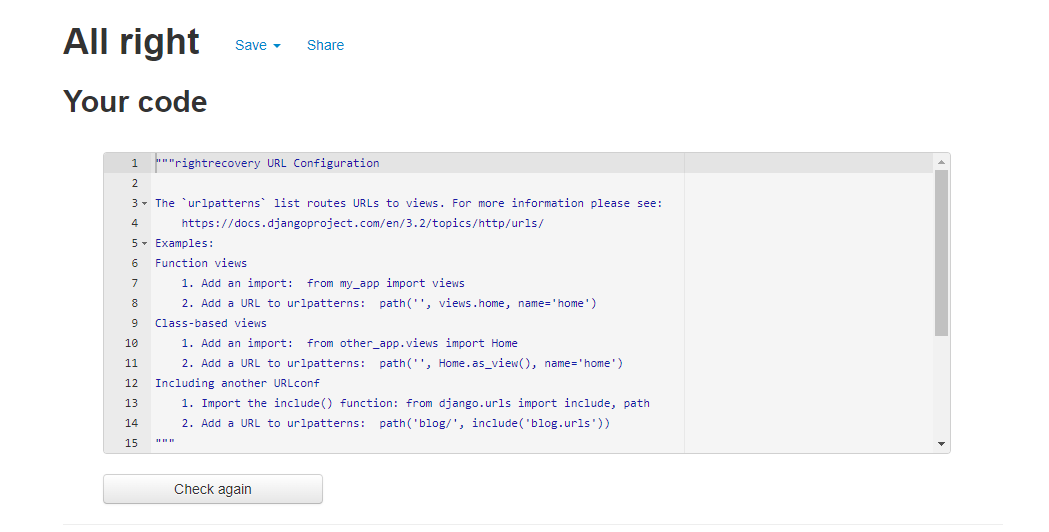 All right Save Share
Your code
1 """rightrecovery URL Configuration
2
3 The `urlpatterns` list routes URLs to views. For more information please see:
4     https://docs.djangoproject.com/en/3.2/topics/http/urls/
5 Examples:
6 Function views
7     1. Add an import:  from my_app import views
8     2. Add a URL to urlpatterns:  path('', views.home, name='home')
9 Class-based views
10     1. Add an import:  from other_app.views import Home
11     2. Add a URL to urlpatterns:  path('', Home.as_view(), name='home')
12 Including another URLconf
13     1. Import the include() function: from django.urls import include, path
14     2. Add a URL to urlpatterns:  path('blog/', include('blog.urls'))
15 """
Check again